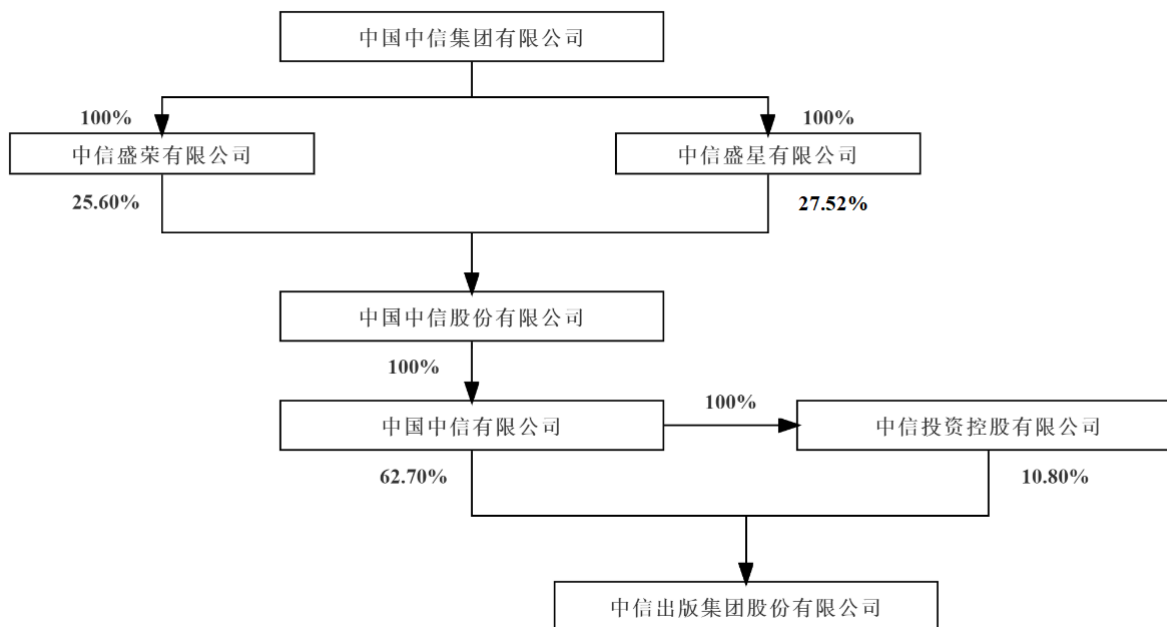 中国中信集团有限公司
100%
100%
中信盛荣有限公司
中信盛星有限公司
25.60%
27.52%
中国中信股份有限公司
100%
中国中信有限公司
100%
中信投资控股有限公司
62.70%
10.80%
中信出版集团股份有限公司